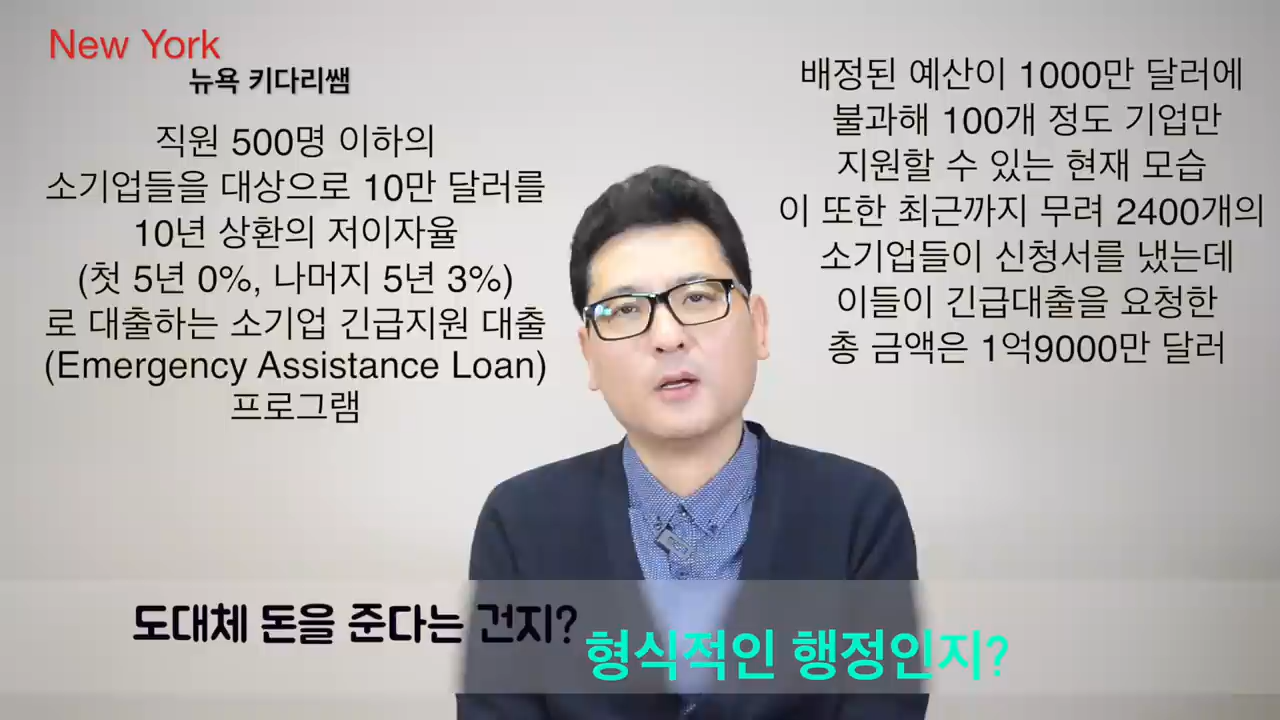 New York
뉴욕 키다리쌤
직원 500명 이하의
소기업들을 대상으로 10만 달러를
10년 상환의 저이자율
(첫 5년 0%, 나머지 5년 3%)
로 대출하는 소기업 긴급지원 대출
(Emergency Assistance Loan)
프로그램
배정된 예산이 1000만 달러에
불과해 100개 정도 기업만
지원할 수 있는 현재 모습
이 또한 최근까지 무려 2400개의
소기업들이 신청서를 냈는데
이들이 긴급대출을 요청한
총 금액은 1억9000만 달러
도대체 돈을 준다는 건지?
형식적인 행정인지?